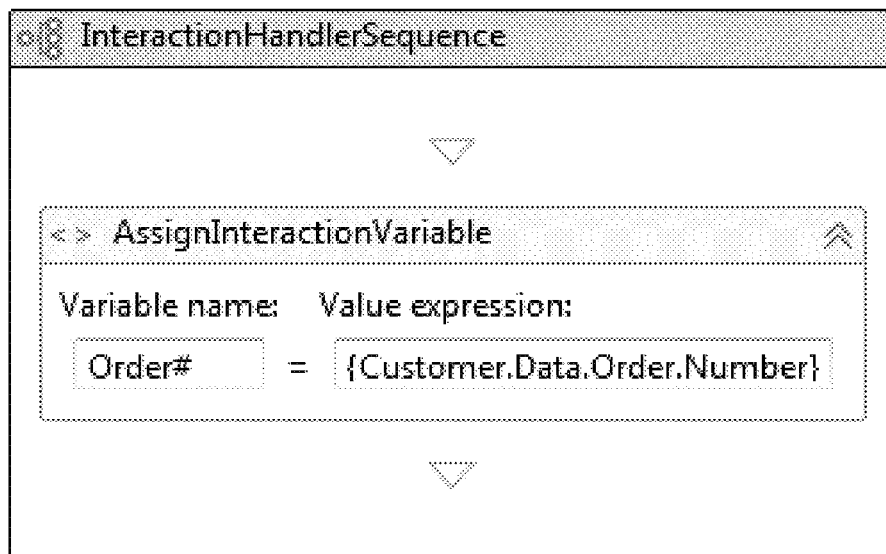 InteractionHandlerSequence
< > AssignInteractionVariable
Variable name: Value expression:
Order# = {Customer.Data.Order.Number}